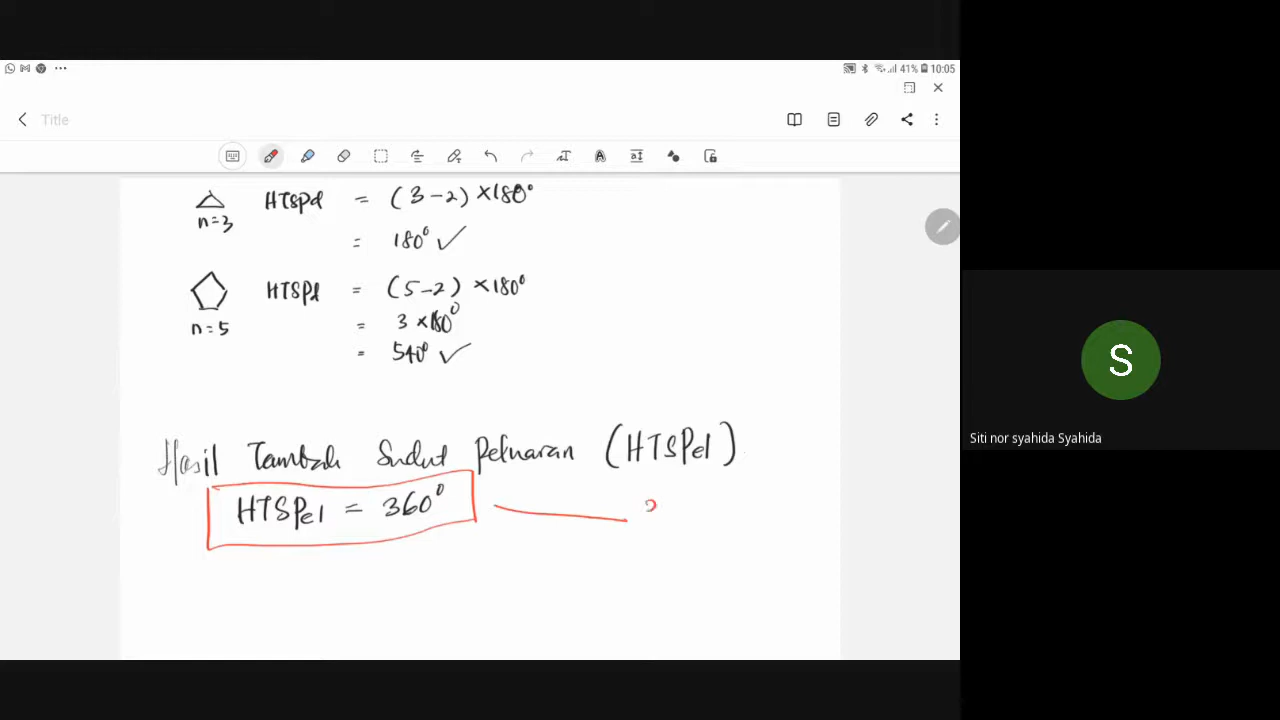 41% 10:05
Title
HTSPd = (3-2) ×180°
n=3
= 180° ✓
HTSPd = (5-2) ×180°
n=5
= 3 ×180°
= 540° ✓
Hasil Tambah Sudut Peluaran (HTSPel)
HTSPel = 360°
S
Siti nor syahida Syahida